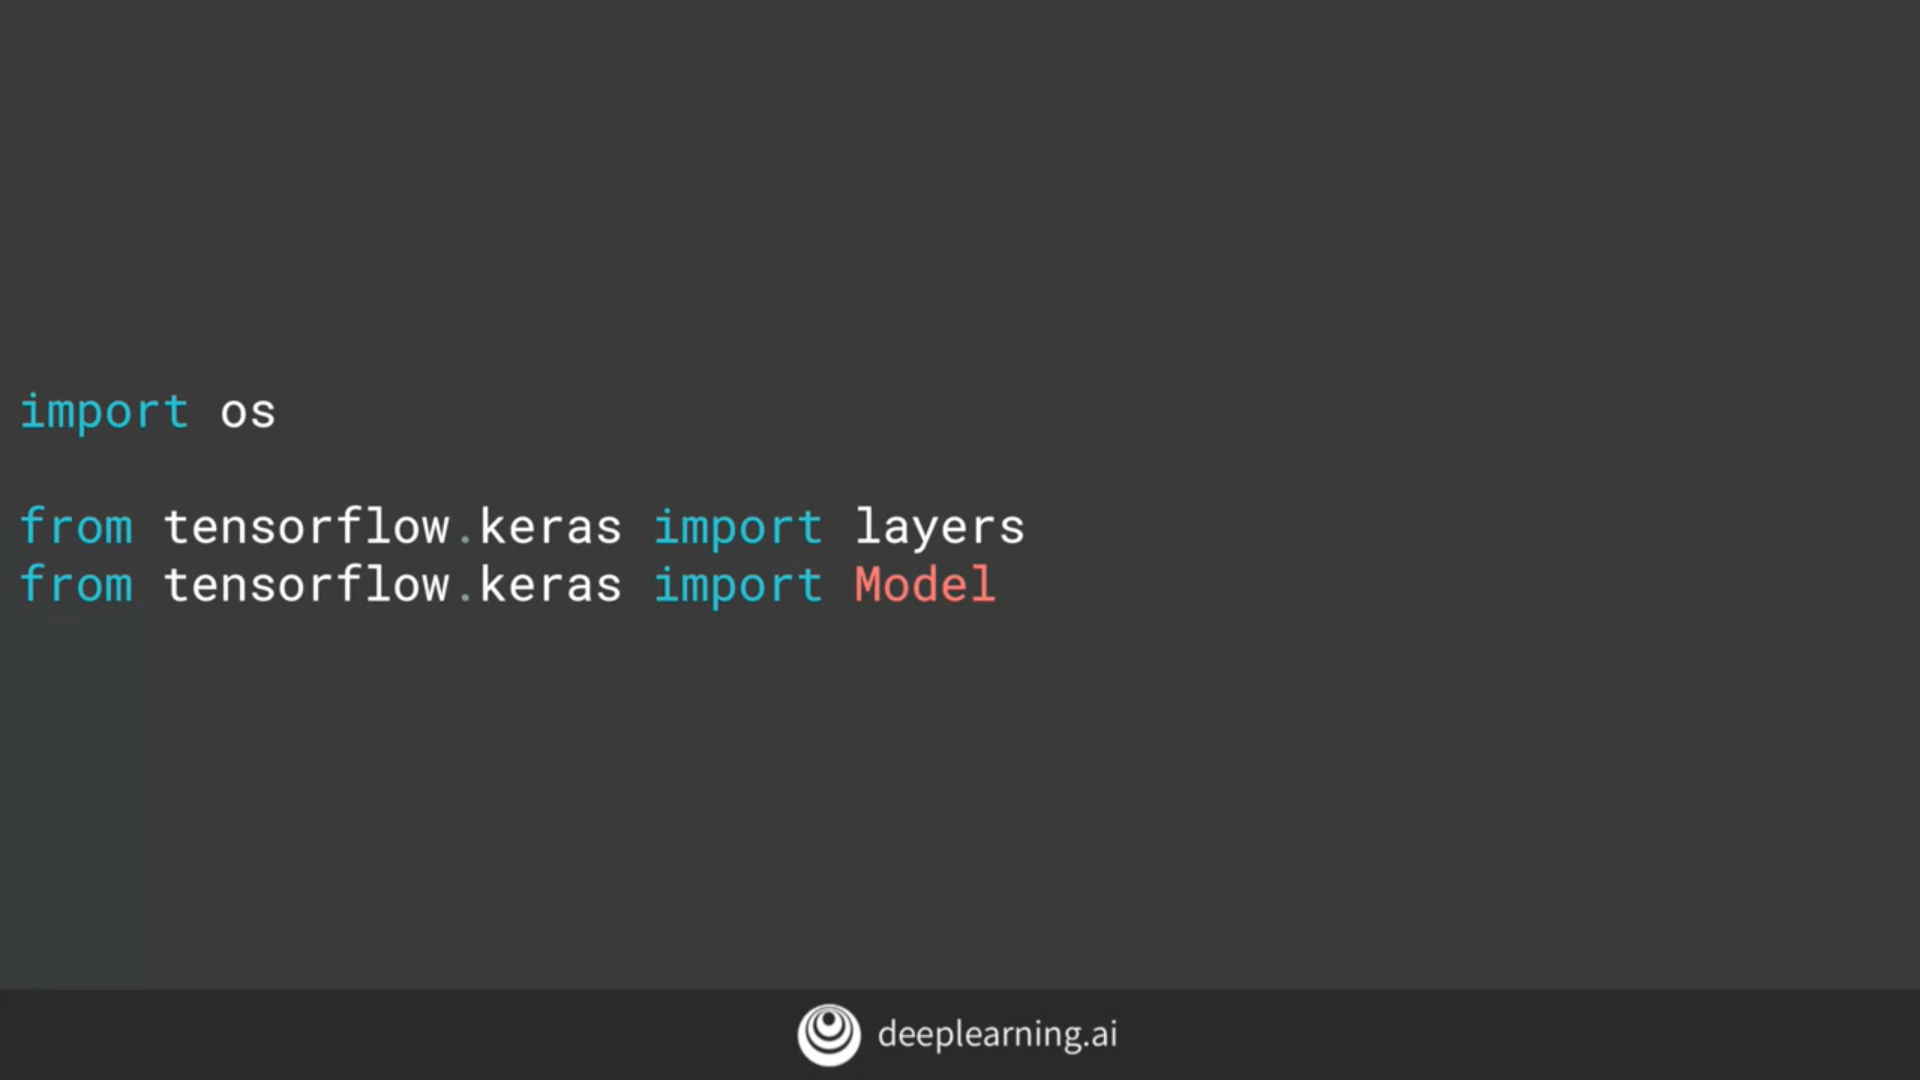 import os
from tensorflow.keras import layers
from tensorflow.keras import Model
deeplearning.ai